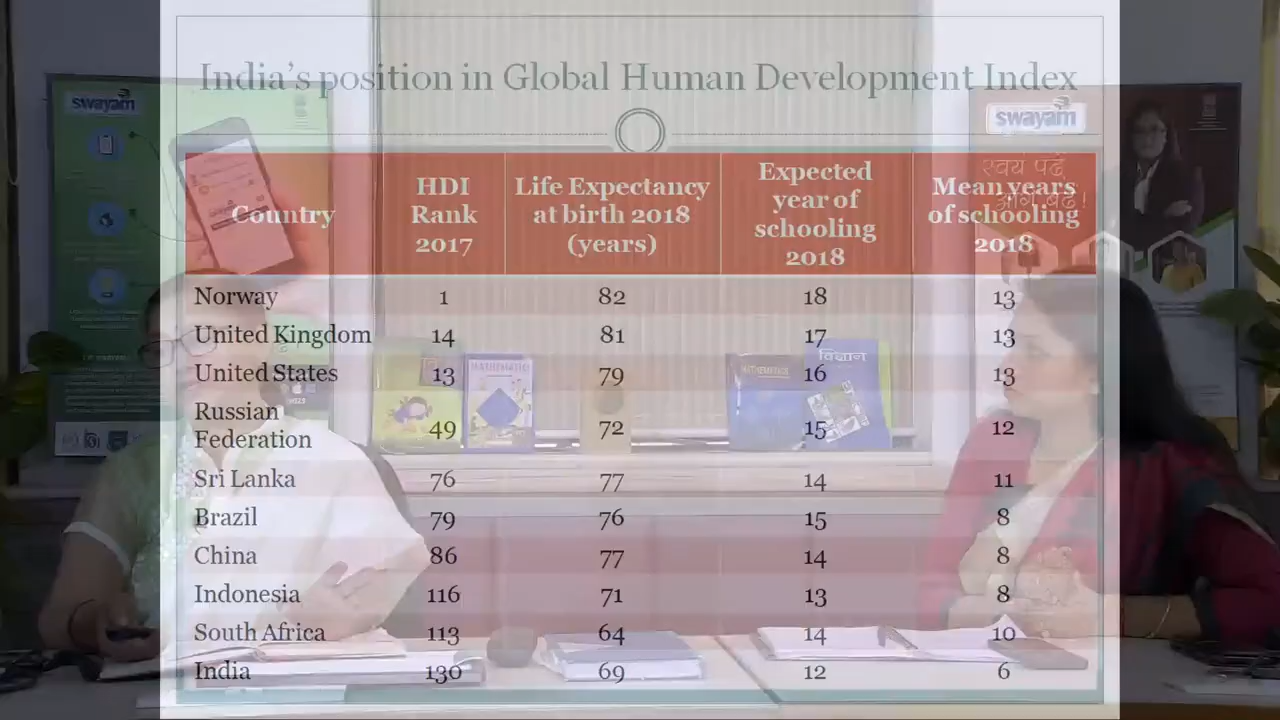 India's position in Global Human Development Index
swayam
swayam
स्वयं पढ़ें,
आगे बढ़ें!
Country HDI Rank 2017 Life Expectancy at birth 2018 (years) Expected year of schooling 2018 Mean years of schooling 2018
Norway 1 82 18 13
United Kingdom 14 81 17 13
United States 13 79 16 13
Russian Federation 49 72 15 12
Sri Lanka 76 77 14 11
Brazil 79 76 15 8
China 86 77 14 8
Indonesia 116 71 13 8
South Africa 113 64 14 10
India 130 69 12 6
MATHEMATICS
MATHEMATICS
विज्ञान